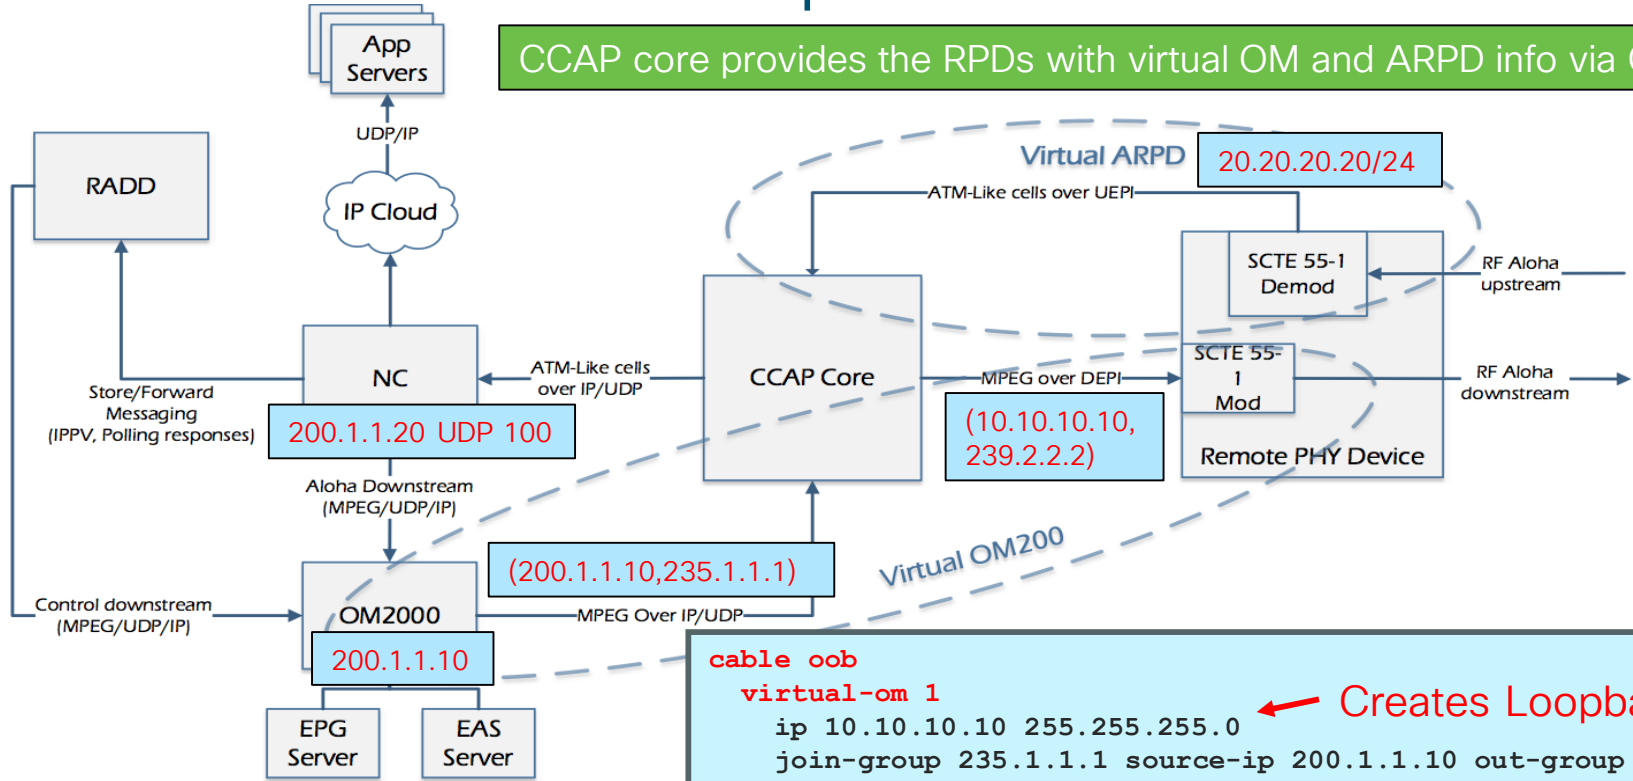 App
Servers
CCAP core provides the RPDs with virtual OM and ARPD info via
UDP/IP
RADD
IP Cloud
Virtual ARPD
20.20.20.20/24
ATM-Like cells over UEPI
SCTE 55-1
Demod
RF Aloha
upstream
NC
ATM-Like cells
over IP/UDP
CCAP Core
MPEG over DEPI
SCTE 55-
1
Mod
RF Aloha
downstream
Store/Forward
Messaging
(IPPV, Polling responses)
200.1.1.20 UDP 100
(10.10.10.10,
239.2.2.2)
Remote PHY Device
Aloha Downstream
(MPEG/UDP/IP)
(200.1.1.10,235.1.1.1)
Virtual OM200
Control downstream
(MPEG/UDP/IP)
OM2000
MPEG Over IP/UDP
200.1.1.10
EPG
Server
EAS
Server
cable oob
virtual-om 1
ip 10.10.10.10 255.255.255.0
Creates
join-group 235.1.1.1 source-ip 200.1.1.10 out-group